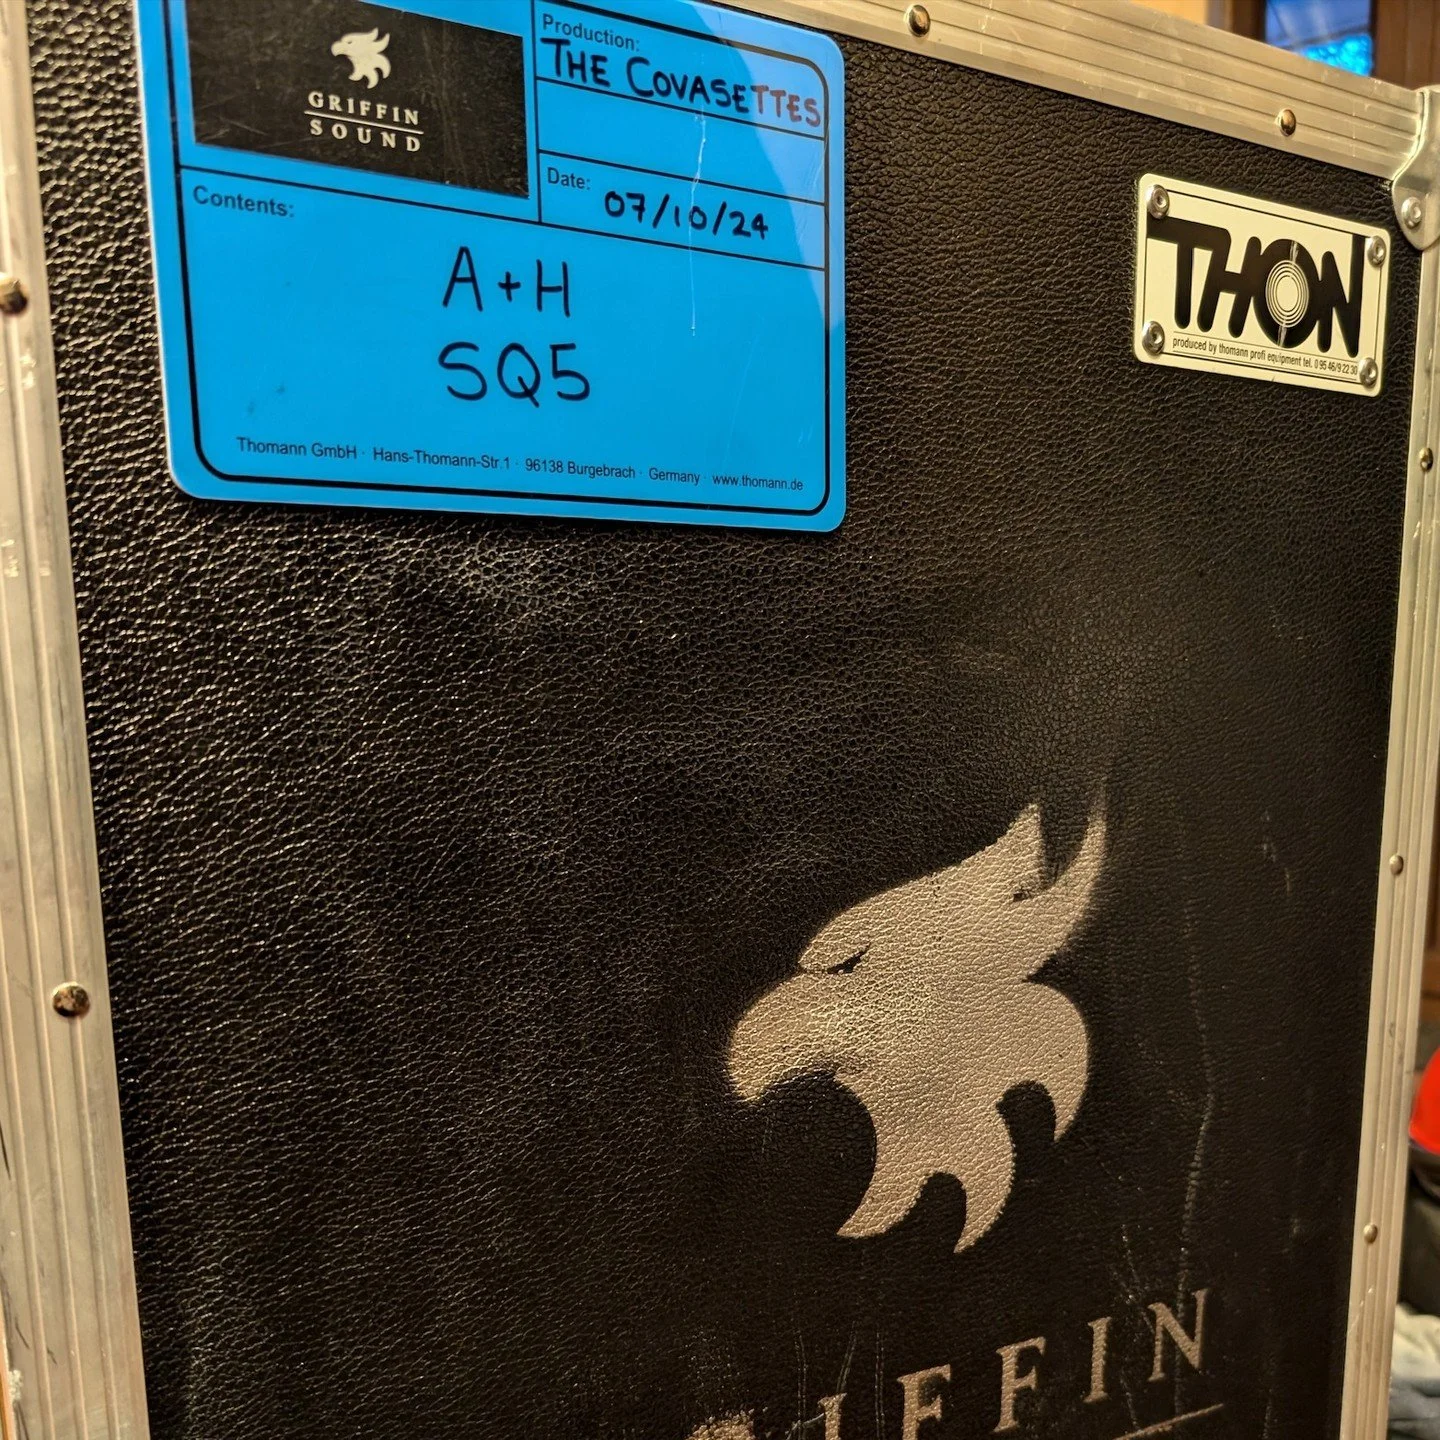 GRIFFIN
SOUND
Production:
THE COVASETTES
Date:
07/10/24
Contents:
A+H
SQ5
Thomann GmbH · Hans-Thomann-Str.1 · 96138 Burgebrach · Germany · www.thomann.de
THON
produced by thomann profi equipment tel. 0 95 46/9 22 30
RIFFIN